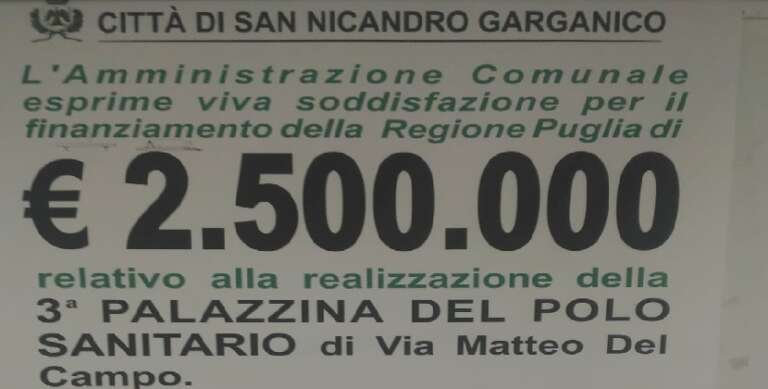 CITTÀ DI SAN NICANDRO GARGANICO
L'Amministrazione Comunale
esprime viva soddisfazione per il
finanziamento della Regione Puglia di
€ 2.500.000
relativo alla realizzazione della
3ª PALAZZINA DEL POLO
SANITARIO di Via Matteo Del
Campo.